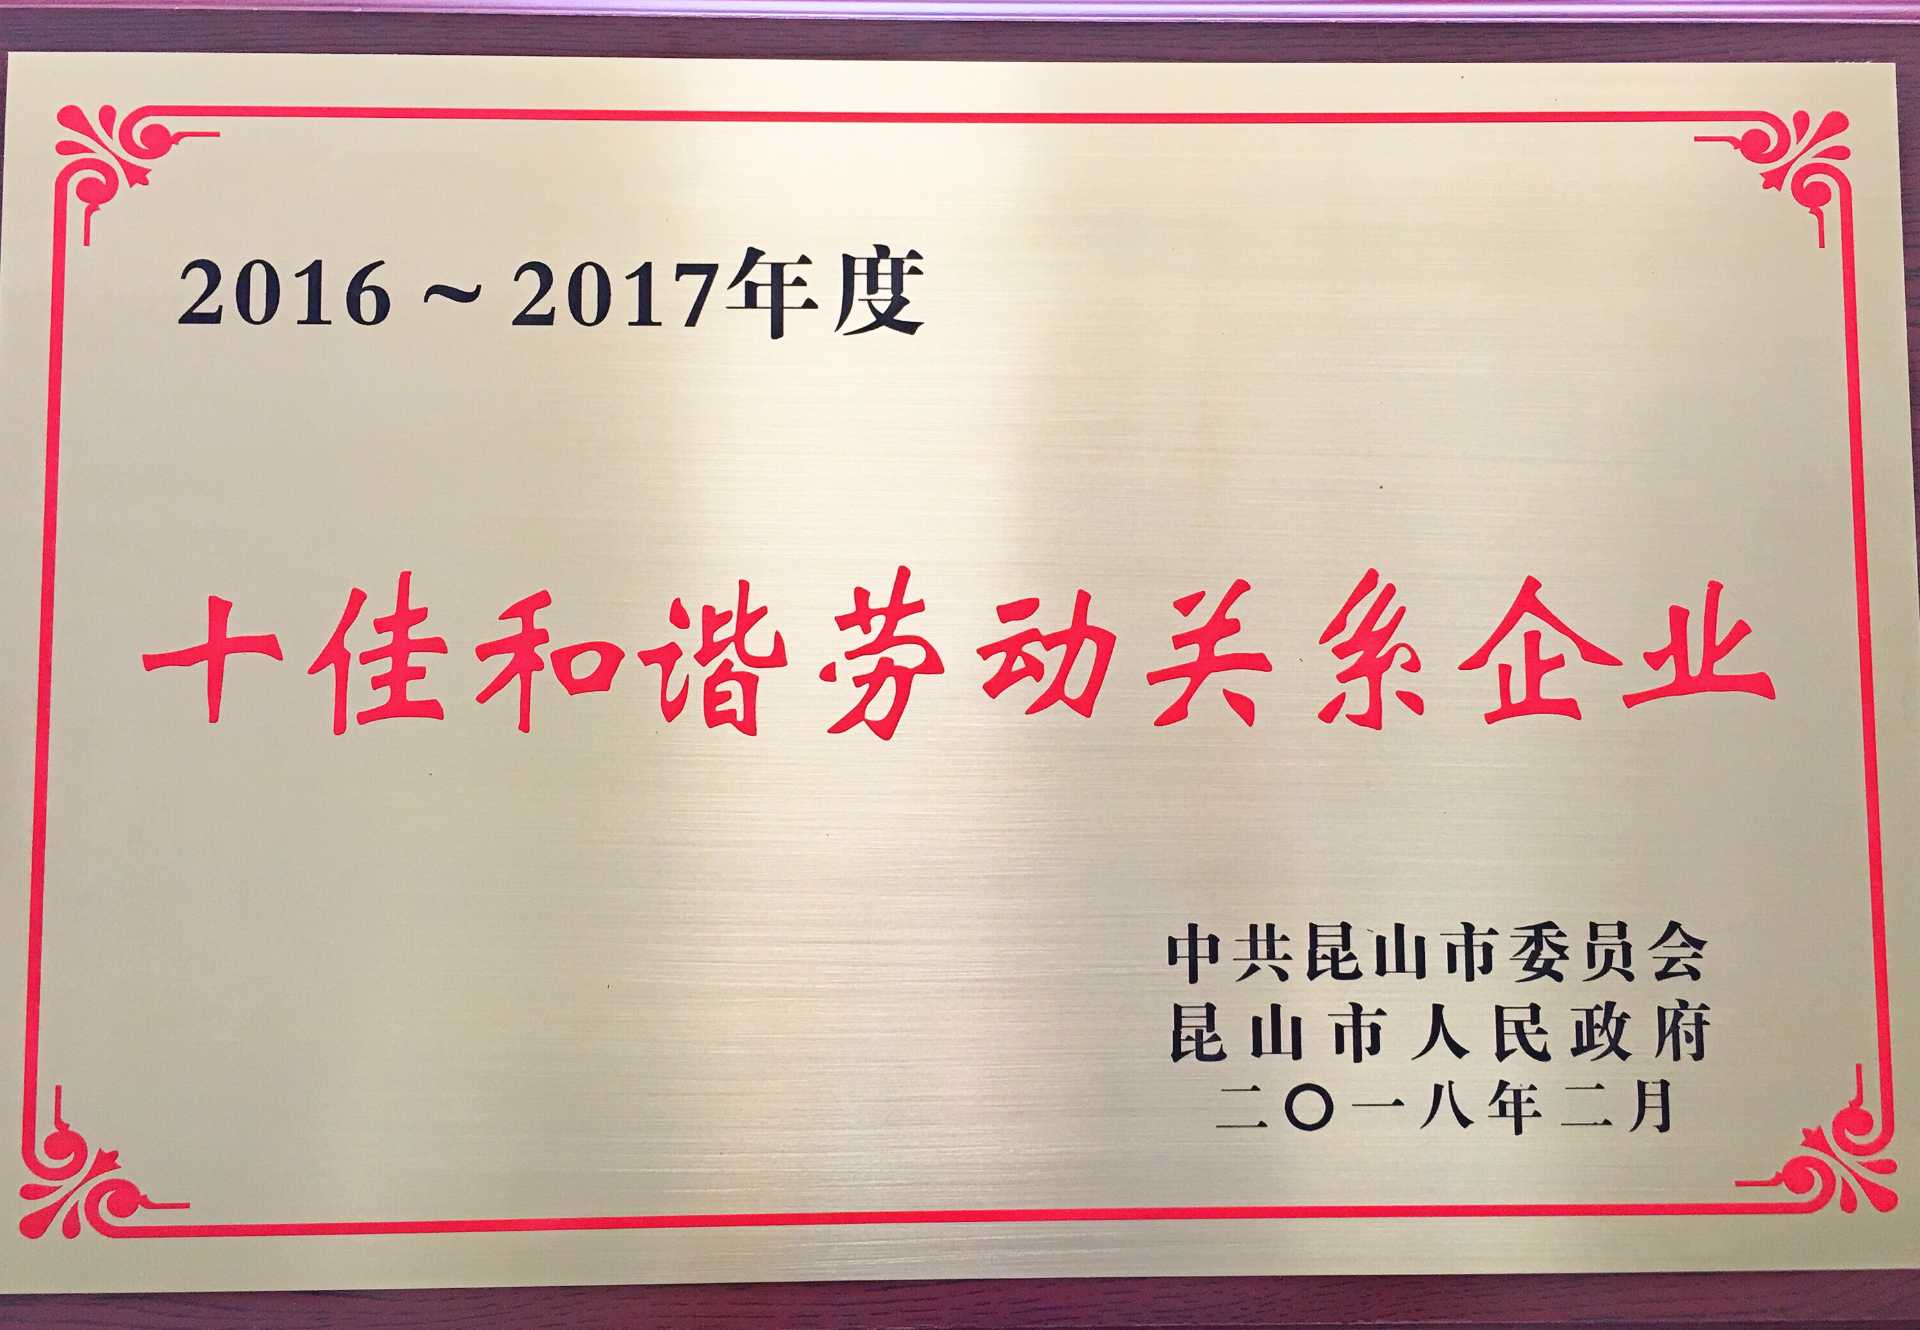 2016～2017年度
十佳和谐劳动关系企业
中共昆山市委员会
昆山市人民政府
二〇一八年二月